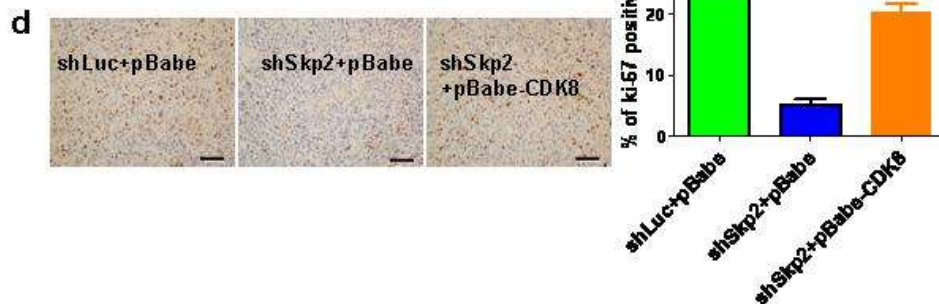 d
shLuc+pBabe
shSkp2+pBabe
shSkp2
+pBabe-CDK8
% of ki-67 positiv
20
10
0
shLuc+pBabe
shSkp2+pBabe
shSkp2+pBabe-CDK8